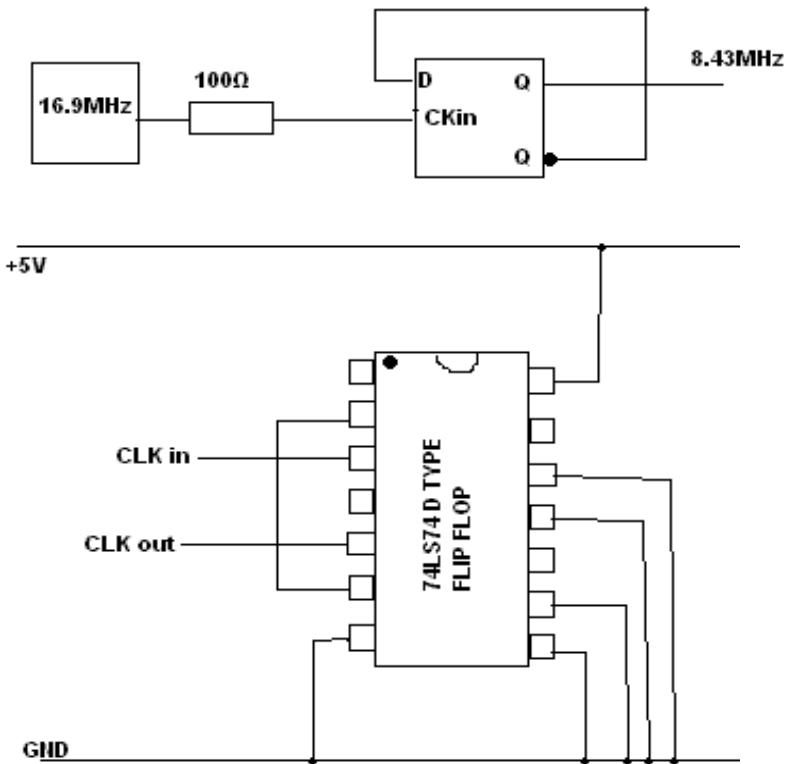 100Ω
8.43MHz
16.9MHz
D
Q
CKin
Q
+5V
CLK in
CLK out
74LS74 D TYPE
FLIP FLOP
GND